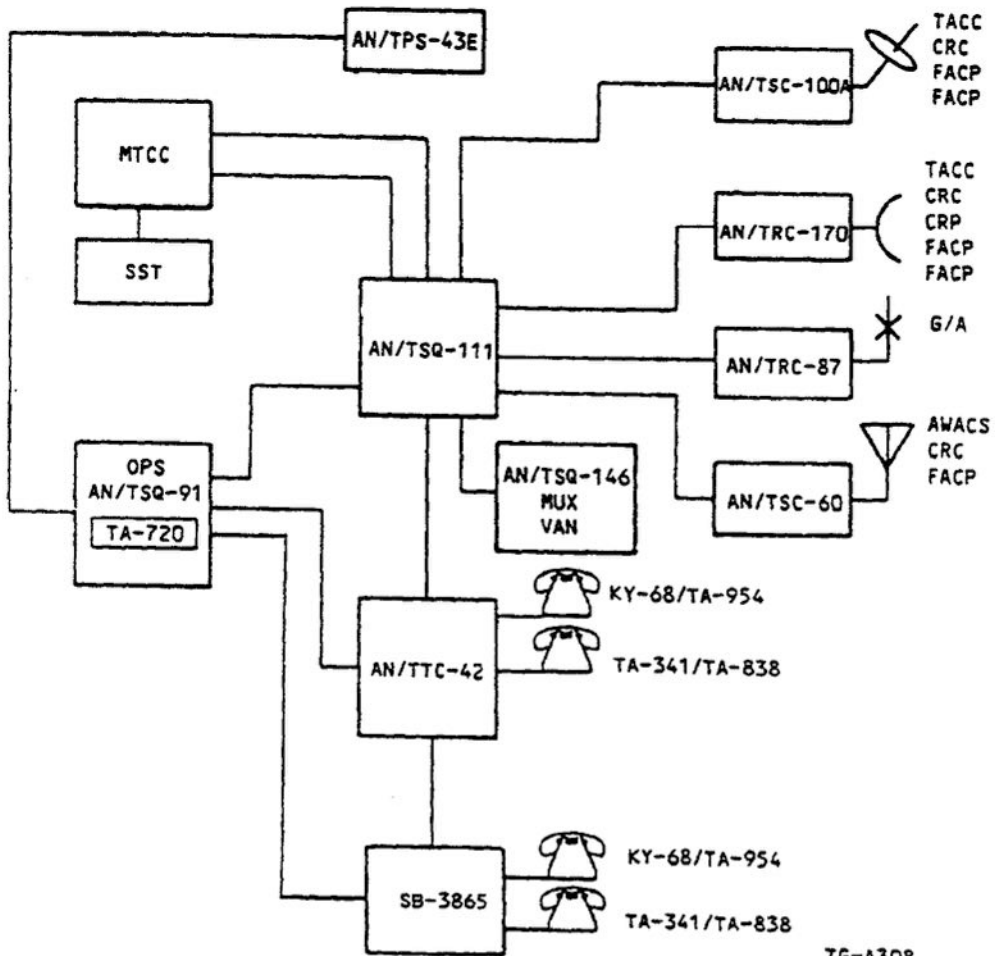 AN/TPS-43E
TACC
CRC
FACP
FACP
AN/TSC-100A
MTCC
SST
TACC
CRC
CRP
FACP
FACP
AN/TRC-170
G/A
AN/TSQ-111
AN/TRC-87
AWACS
CRC
FACP
OPS
AN/TSQ-91
TA-720
AN/TSQ-146
MUX
VAN
AN/TSC-60
KY-68/TA-954
AN/TTC-42
TA-341/TA-838
KY-68/TA-954
SB-3865
TA-341/TA-838